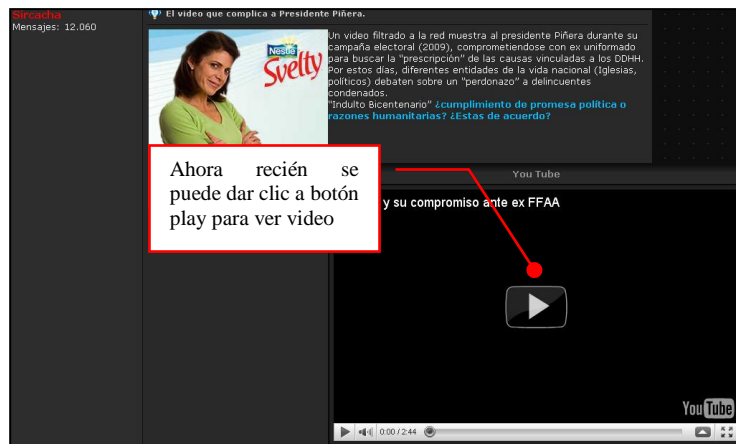 Sircacha
Mensajes: 12.060
El video que complica a Presidente Piñera.
Un video filtrado a la red muestra al presidente Piñera durante su
campaña electoral (2009), comprometiendose con ex uniformado
para buscar la "prescripción" de las causas vinculadas a los DDHH.
Por estos días, diferentes entidades de la vida nacional (Iglesias,
políticos) debaten sobre un "perdonazo" a delincuentes
condenados.
"Indulto Bicentenario" ¿cumplimiento de promesa política o
razones humanitarias? ¿Estas de acuerdo?
Nestlé
Svelty
Ahora recién se
puede dar clic a botón
play para ver video
You Tube
y su compromiso ante ex FFAA
You Tube
0:00 / 2:44